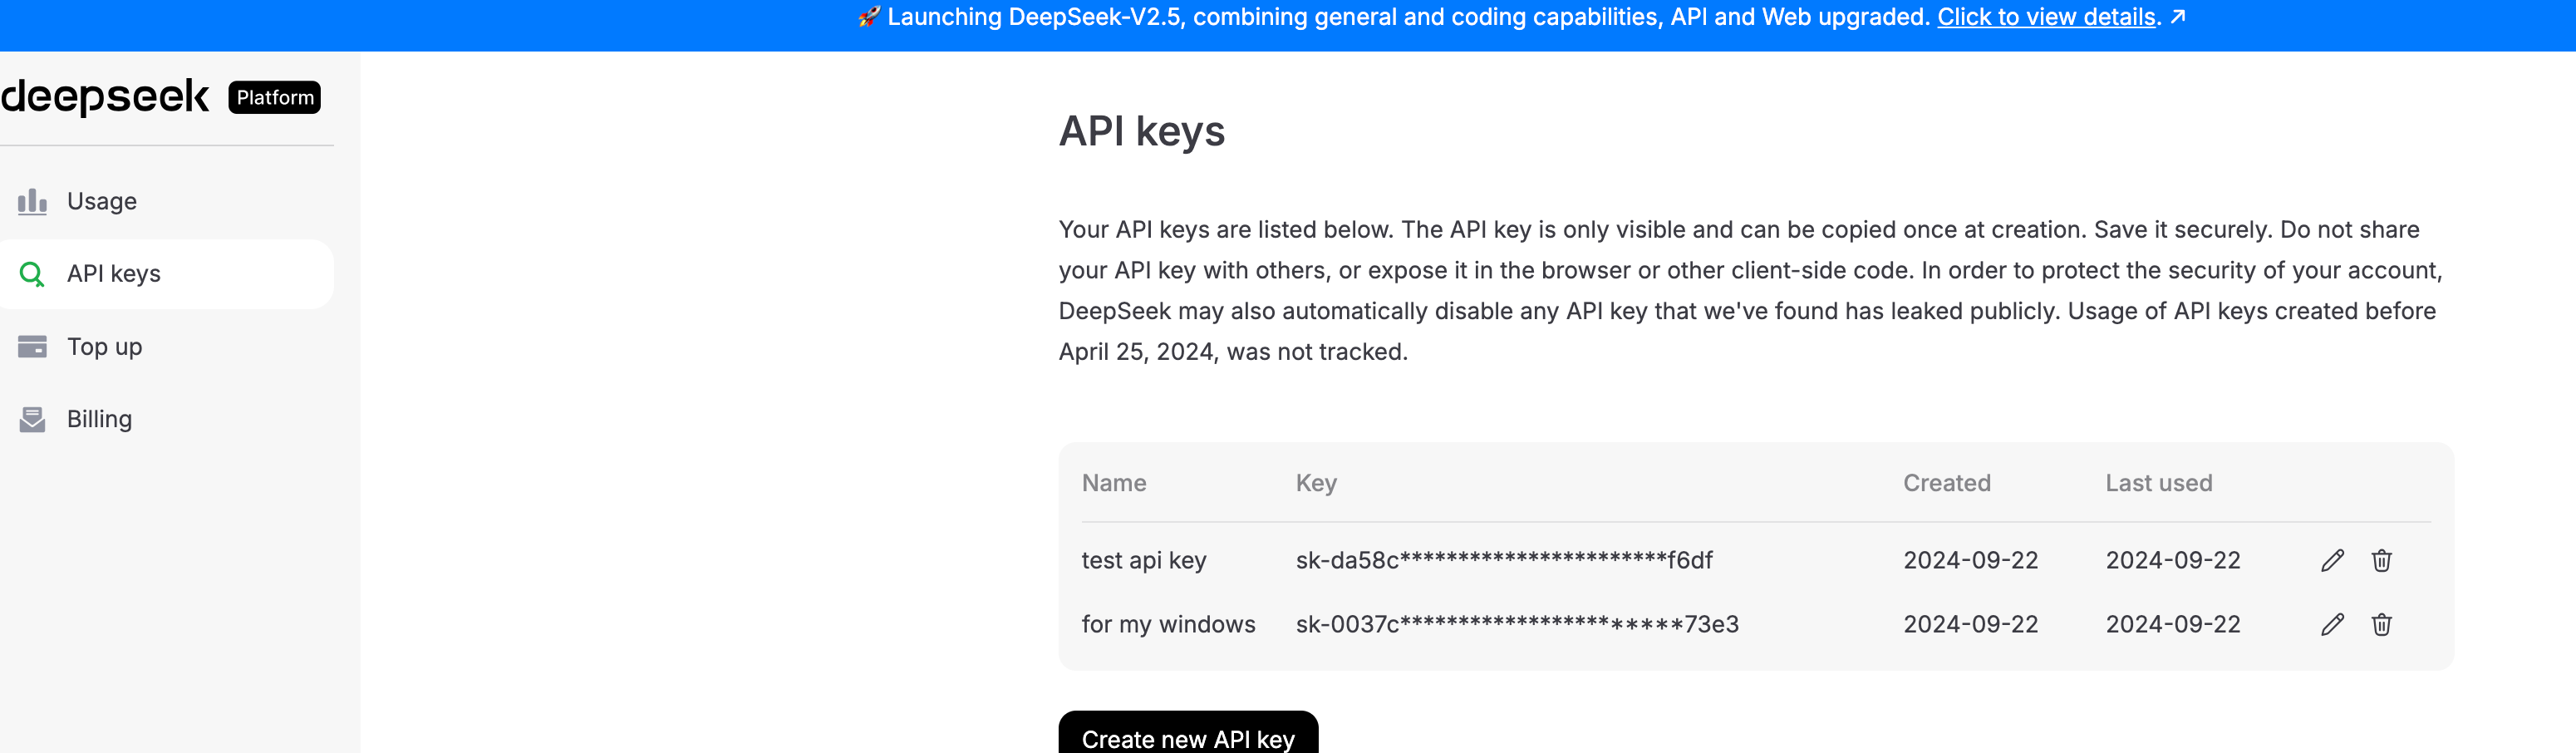 🚀 Launching DeepSeek-V2.5, combining general and coding capabilities, API and Web upgraded. Click to view details. ↗
deepseek Platform
Usage
API keys
Top up
Billing
API keys
Your API keys are listed below. The API key is only visible and can be copied once at creation. Save it securely. Do not share
your API key with others, or expose it in the browser or other client-side code. In order to protect the security of your account,
DeepSeek may also automatically disable any API key that we've found has leaked publicly. Usage of API keys created before
April 25, 2024, was not tracked.
Name Key Created Last used
test api key sk-da58c***********************f6df 2024-09-22 2024-09-22
for my windows sk-0037c************************73e3 2024-09-22 2024-09-22
Create new API key